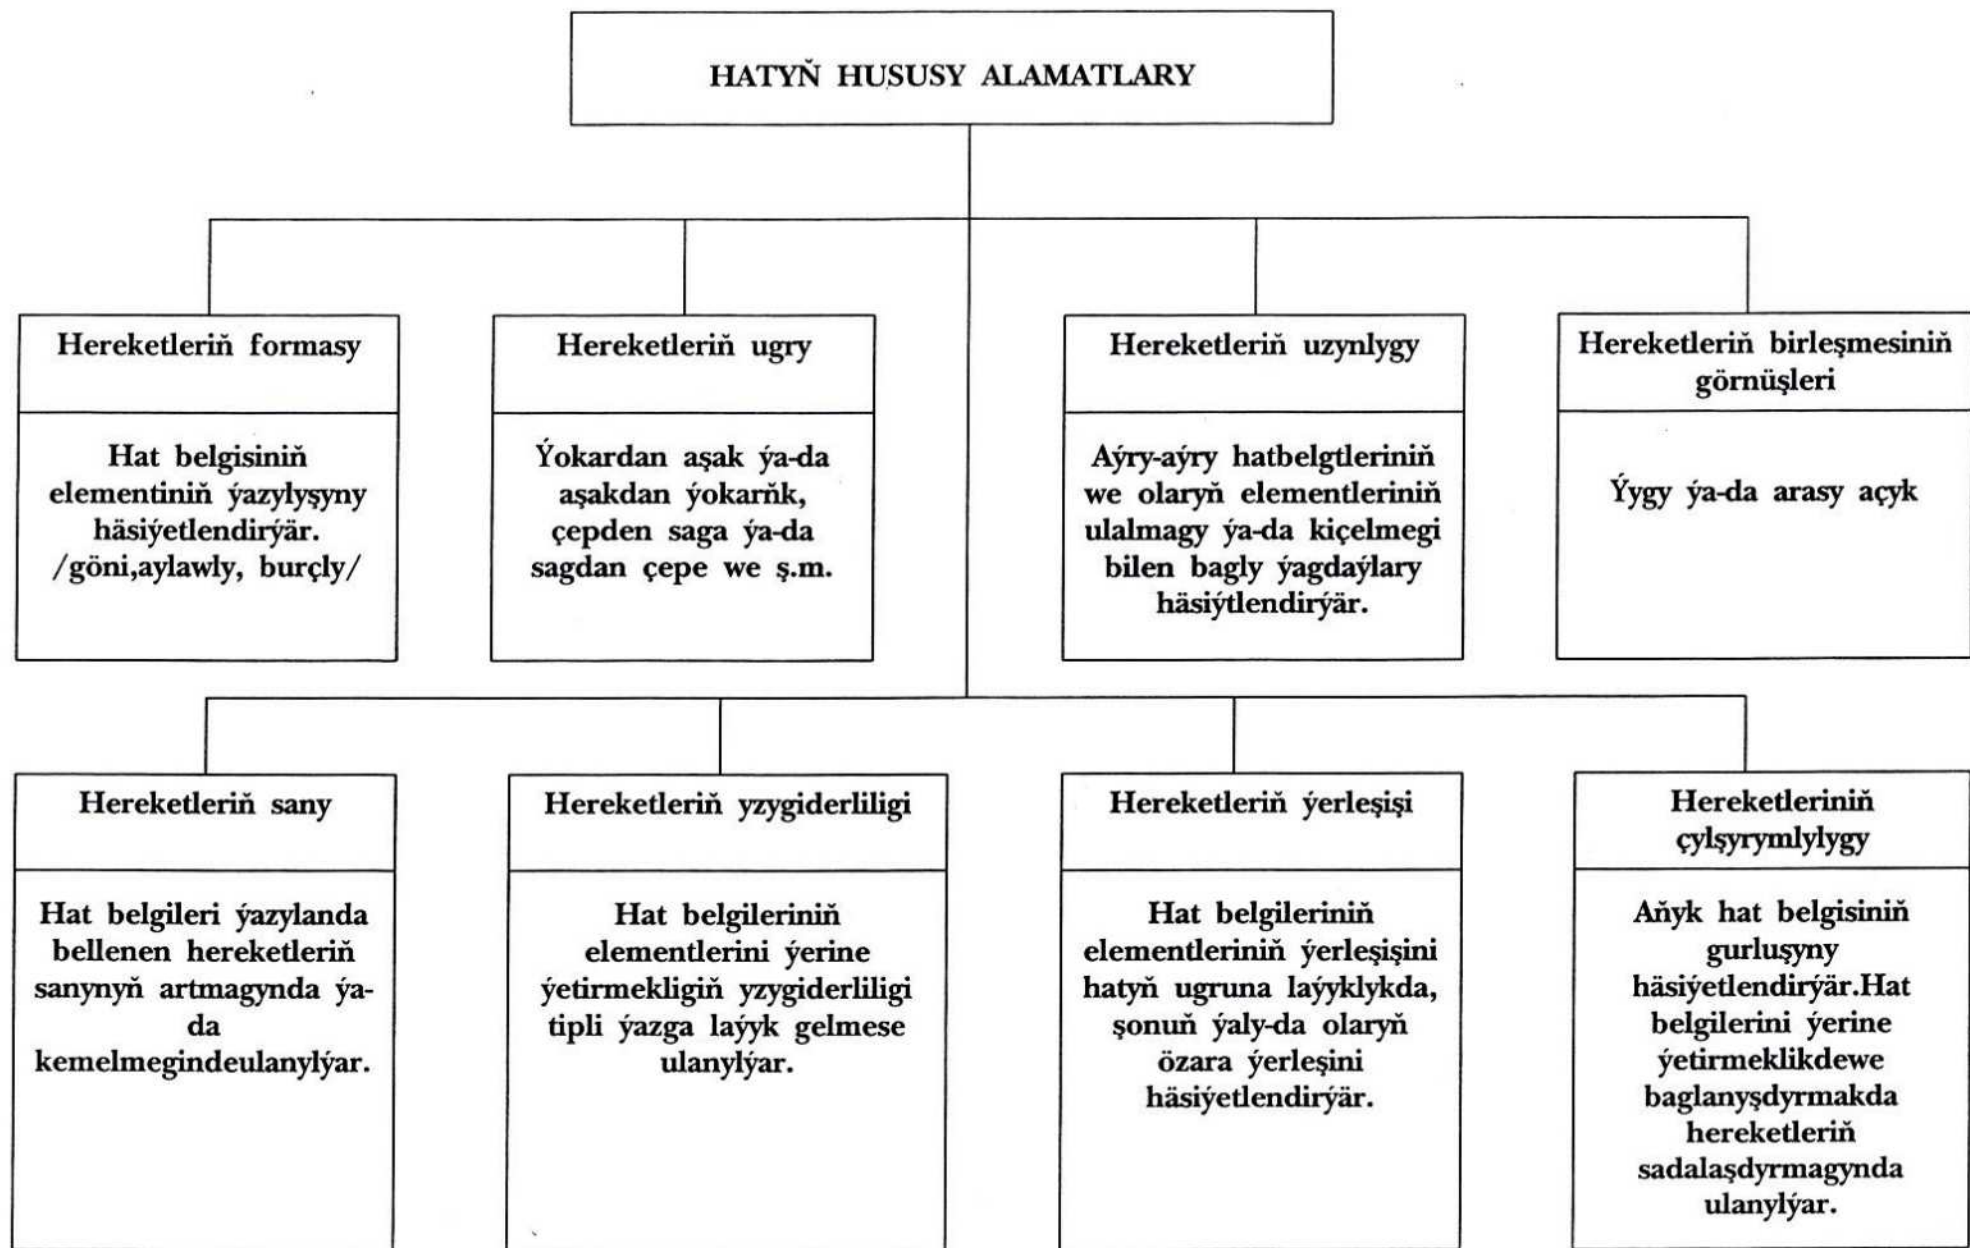 HATYŇ HUSUSY ALAMATLARY
Hereketleriň formasy
Hat belgisiniň
elementiniň ýazylyşyny
häsiýetlendirýär.
/göni,aylawly, burçly/
Hereketleriň ugry
Ýokardan aşak ýa-da
aşakdan ýokarňk,
çepden saga ýa-da
sagdan çepe we ş.m.
Hereketleriň uzynlygy
Aýry-aýry hatbelgtleriniň
we olaryň elementleriniň
ulalmagy ýa-da kiçelmegi
bilen bagly ýagdaýlary
häsiýtlendirýär.
Hereketleriň birleşmesiniň
görnüşleri
Ýygy ýa-da arasy açyk
Hereketleriň sany
Hat belgileri ýazylanda
bellenen hereketleriň
sanynyň artmagynda ýa-
da
kemelmegindeulanylýar.
Hereketleriň yzygiderliligi
Hat belgileriniň
elementlerini ýerine
ýetirmekligiň yzygiderliligi
tipli ýazga laýyk gelmese
ulanylýar.
Hereketleriň ýerleşişi
Hat belgileriniň
elementleriniň ýerleşişini
hatyň ugruna laýyklykda,
şonuň ýaly-da olaryň
özara ýerleşini
häsiýetlendirýär.
Hereketleriniň
çylşyrymlylygy
Aňyk hat belgisiniň
gurluşyny
häsiýetlendirýär.Hat
belgilerini ýerine
ýetirmeklikdewe
baglanyşdyrmakda
hereketleriň
sadalaşdyrmagynda
ulanylýar.